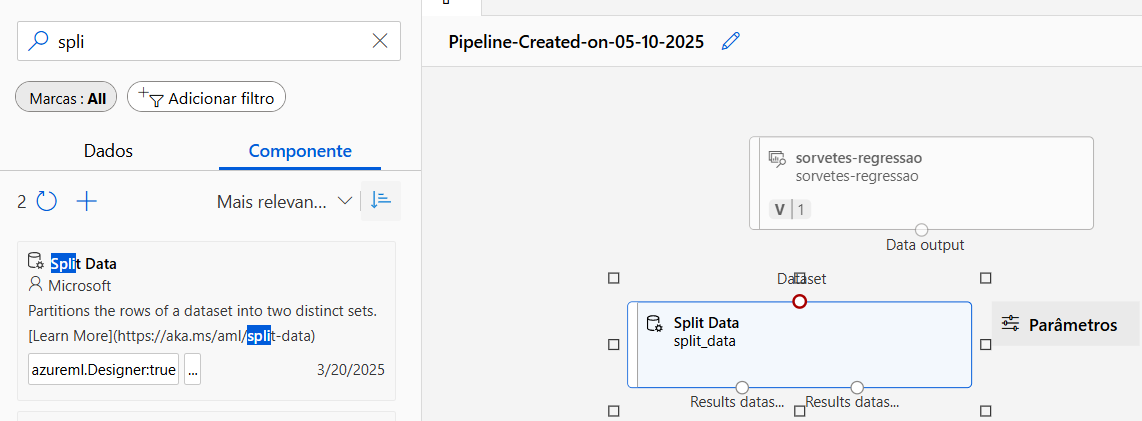 spli
Marcas : All
Adicionar filtro
Dados
Componente
2
Mais relevan...
Split Data
Microsoft
Partitions the rows of a dataset into two distinct sets.
[Learn More](https://aka.ms/aml/split-data)
azureml.Designer:true
...
3/20/2025
Pipeline-Created-on-05-10-2025
sorvetes-regressao
sorvetes-regressao
V 1
Data output
Dataset
Split Data
split_data
Parâmetros
Results datas...
Results datas...